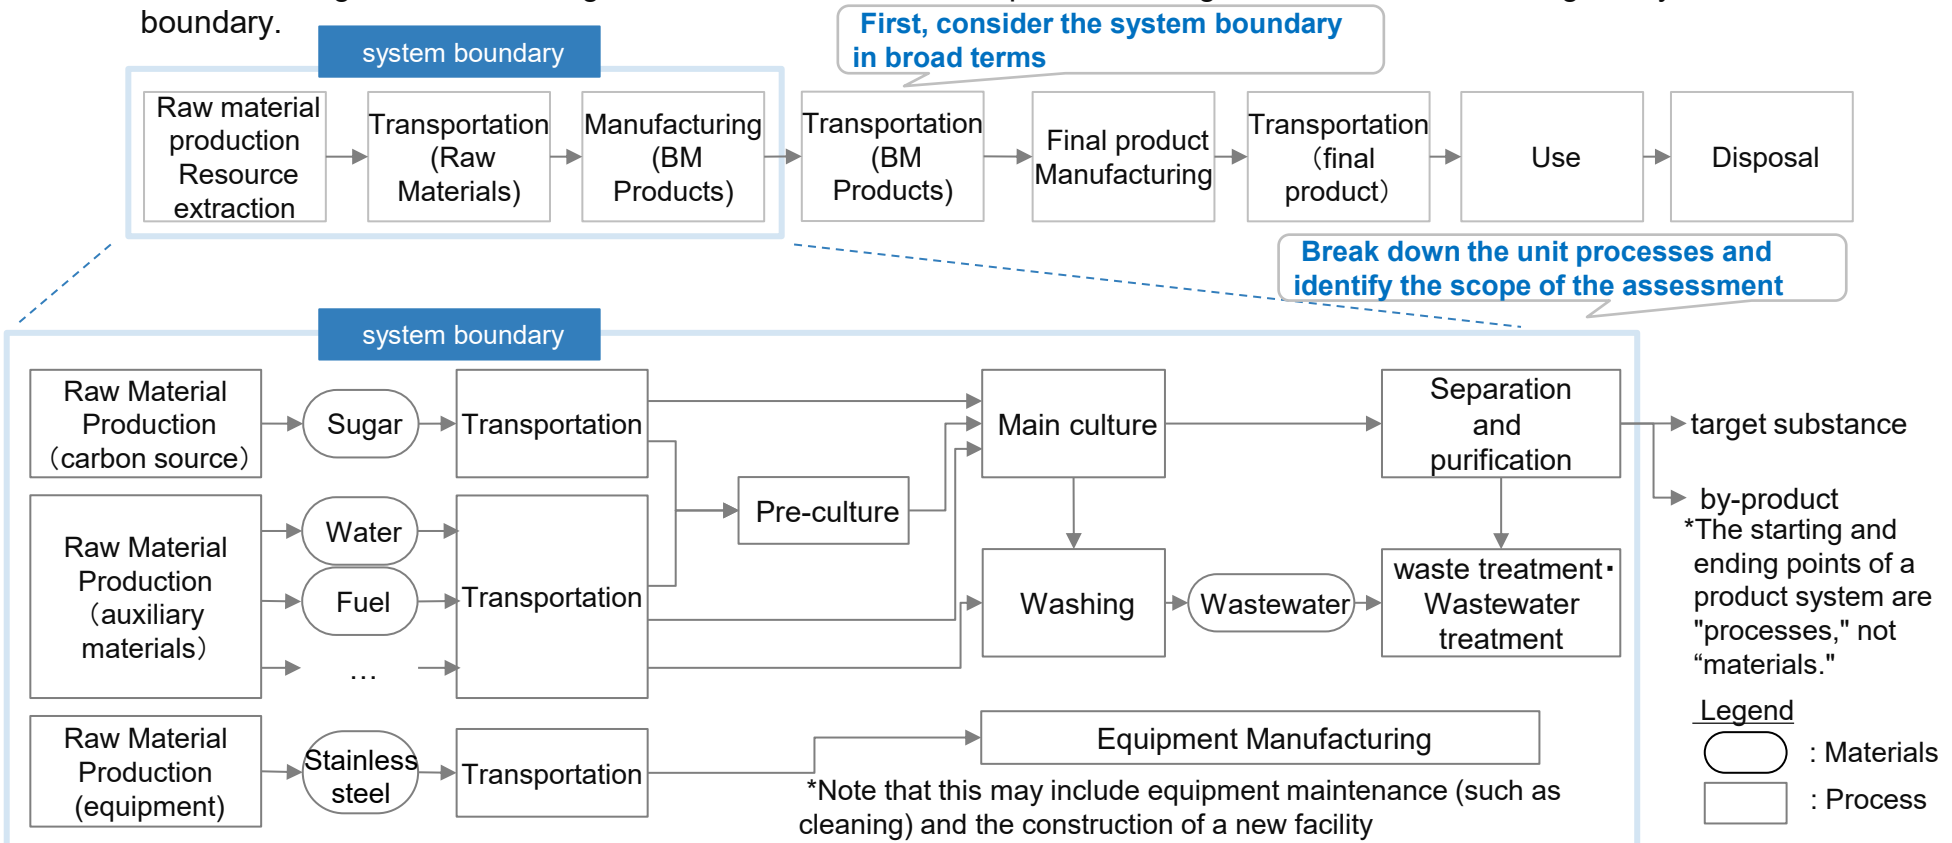 boundary.
system boundary
First, consider the system boundary
in broad terms
Raw material
production
Resource
extraction
Transportation
(Raw
Materials)
Manufacturing
(BM
Products)
Transportation
(BM
Products)
Final product
Manufacturing
Transportation
（final
product）
Use
Disposal
Break down the unit processes and
identify the scope of the assessment
system boundary
Raw Material
Production
（carbon source）
Sugar
Transportation
Main culture
Separation
and
purification
target substance
by-product
Pre-culture
Raw Material
Production
（auxiliary
materials）
Water
Fuel
…
Transportation
Washing
Wastewater
waste treatment・
Wastewater
treatment
*The starting and
ending points of a
product system are
"processes," not
“materials."
Raw Material
Production
(equipment)
Stainless
steel
Transportation
Equipment Manufacturing
*Note that this may include equipment maintenance (such as
cleaning) and the construction of a new facility
Legend
: Materials
: Process